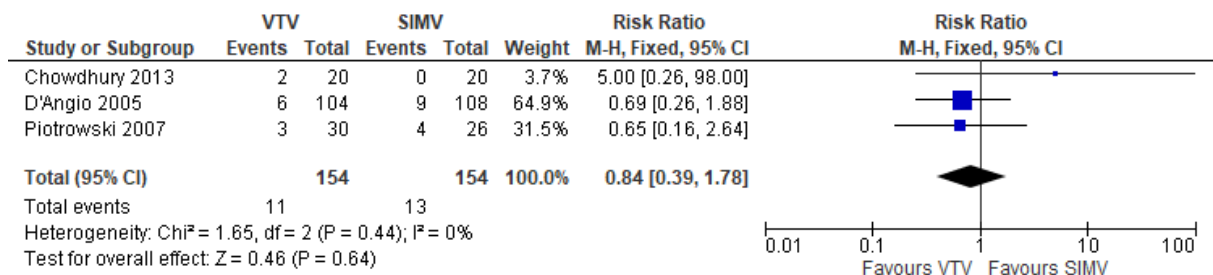 VTV SIMV Risk Ratio Risk Ratio
Study or Subgroup Events Total Events Total Weight M-H, Fixed, 95% CI M-H, Fixed, 95% CI
Chowdhury 2013 2 20 0 20 3.7% 5.00 [0.26, 98.00]
D'Angio 2005 6 104 9 108 64.9% 0.69 [0.26, 1.88]
Piotrowski 2007 3 30 4 26 31.5% 0.65 [0.16, 2.64]
Total (95% CI) 154 154 100.0% 0.84 [0.39, 1.78]
Total events 11 13
Heterogeneity: Chi² = 1.65, df = 2 (P = 0.44); I² = 0%
Test for overall effect: Z = 0.46 (P = 0.64)
0.01 0.1 1 10 100
Favours VTV Favours SIMV